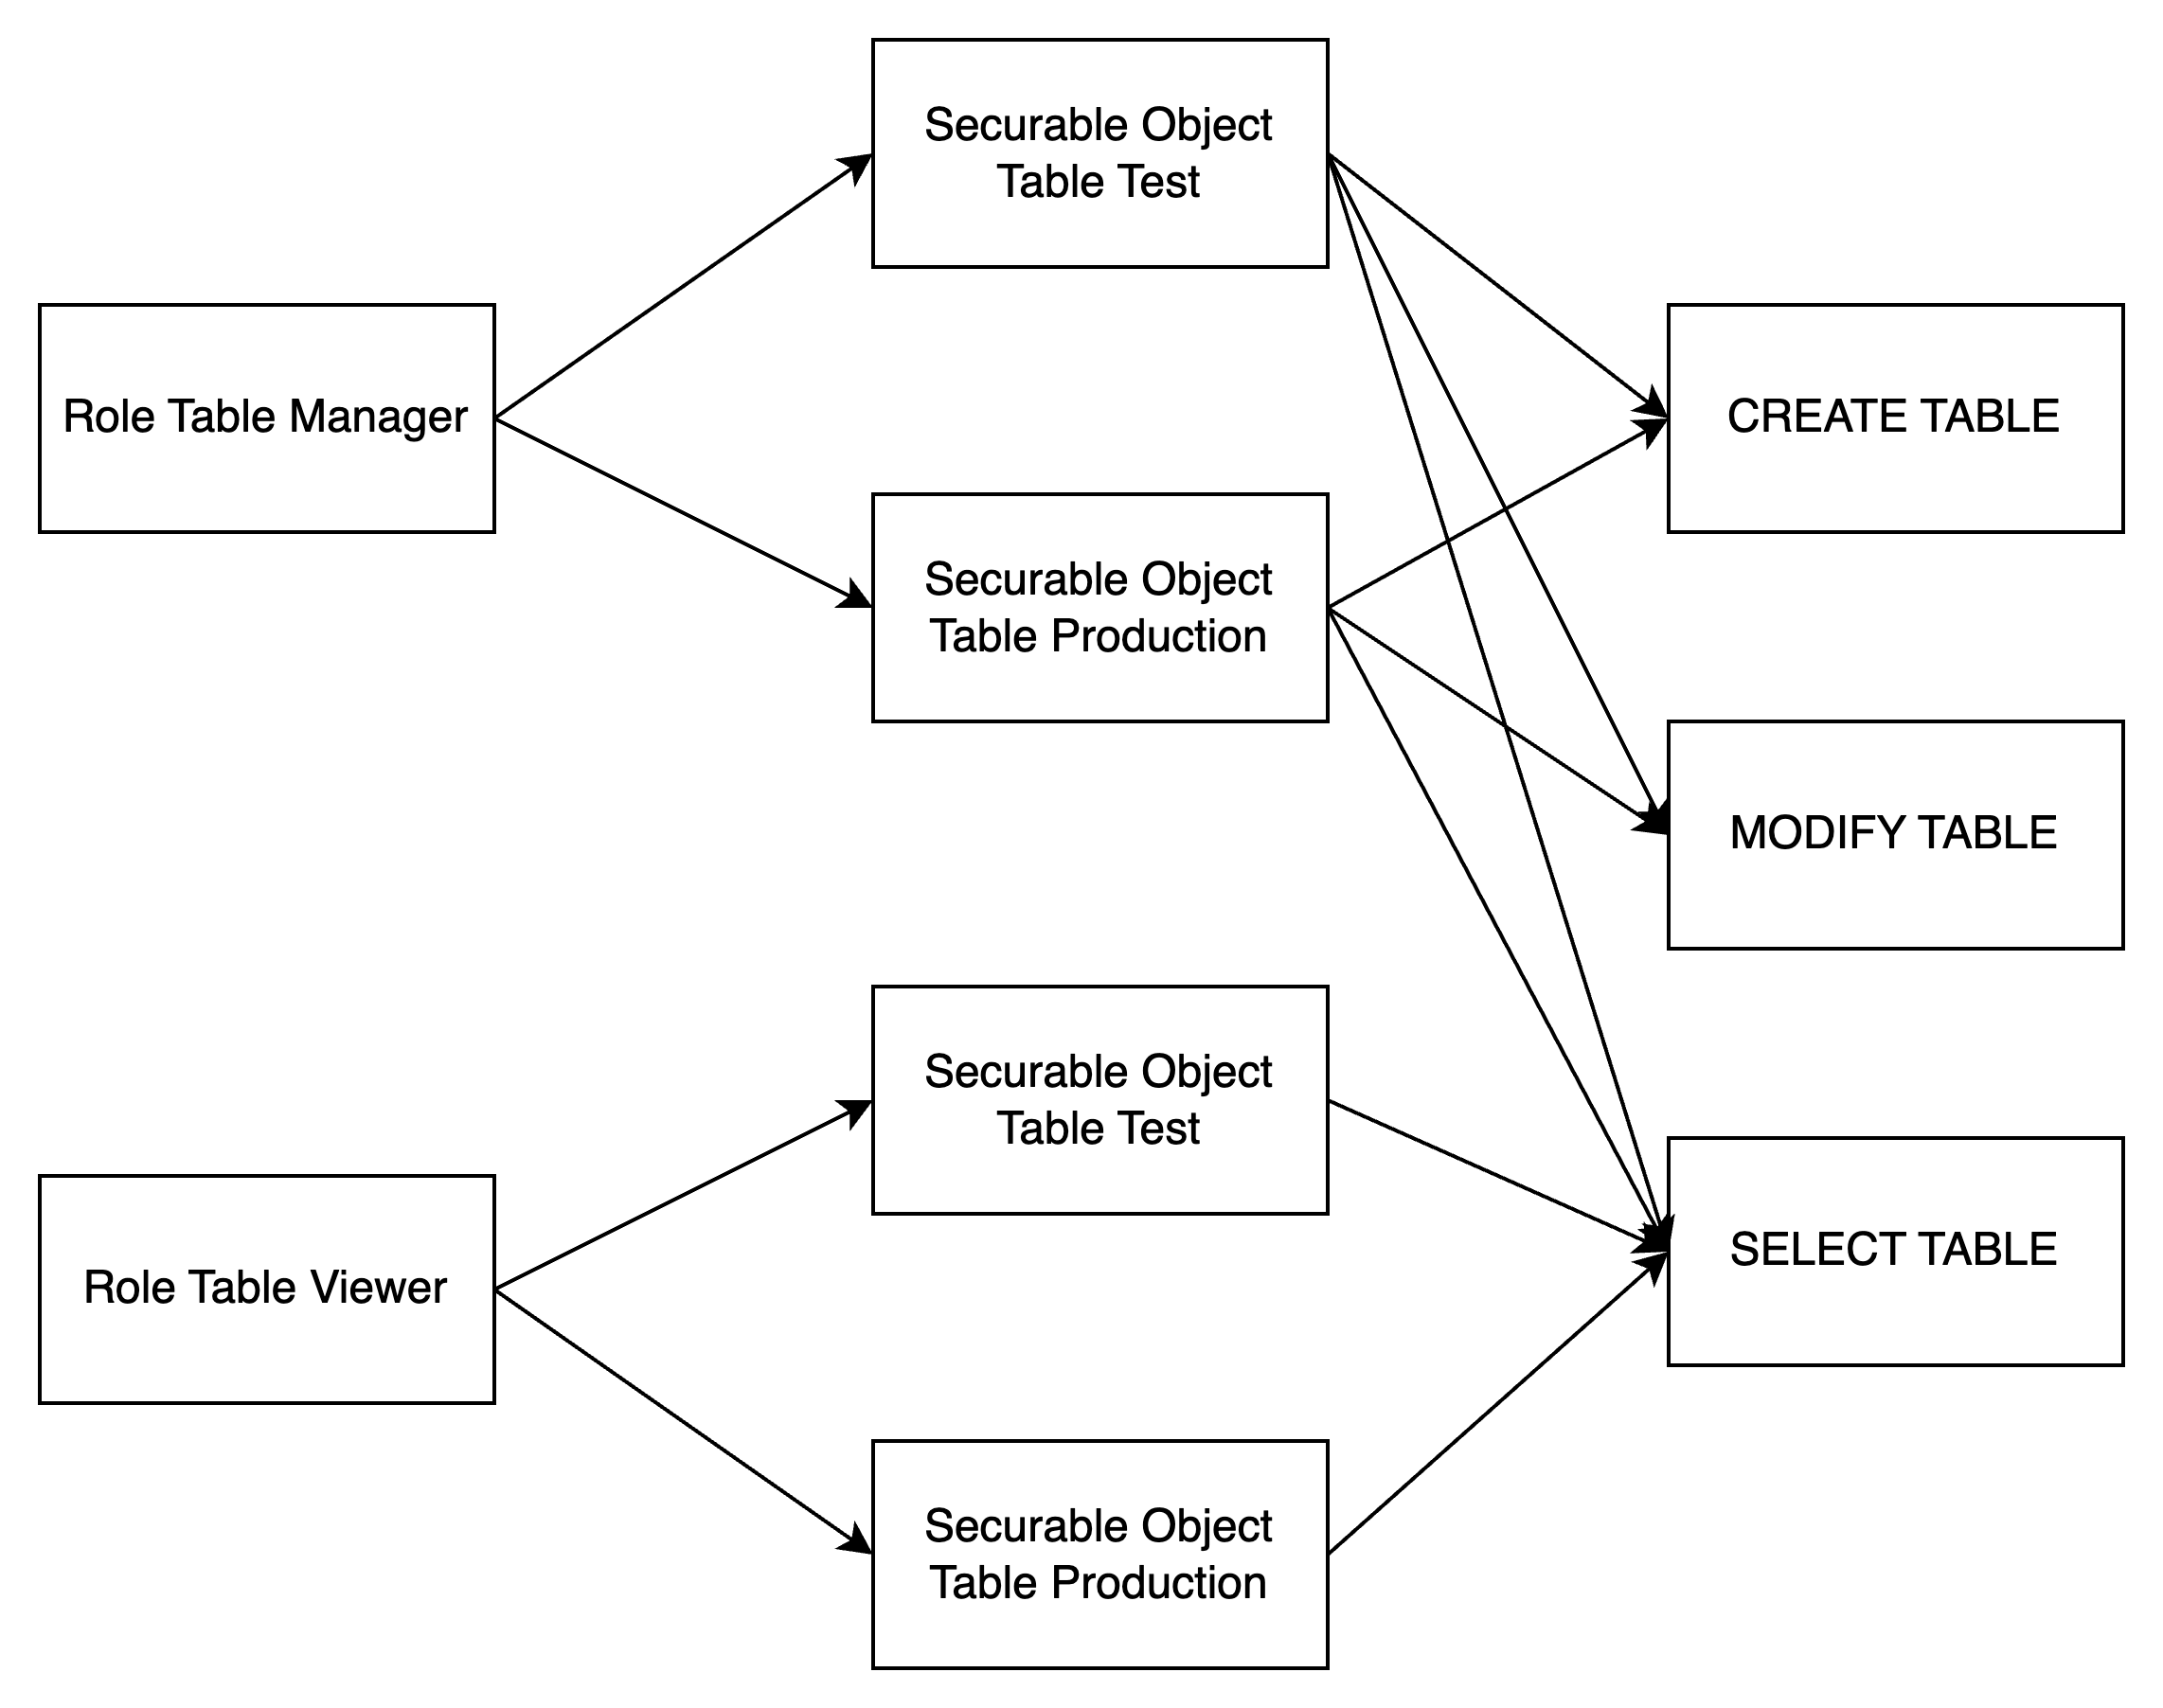 Securable Object
Table Test
Role Table Manager
CREATE TABLE
Securable Object
Table Production
MODIFY TABLE
Securable Object
Table Test
Role Table Viewer
SELECT TABLE
Securable Object
Table Production